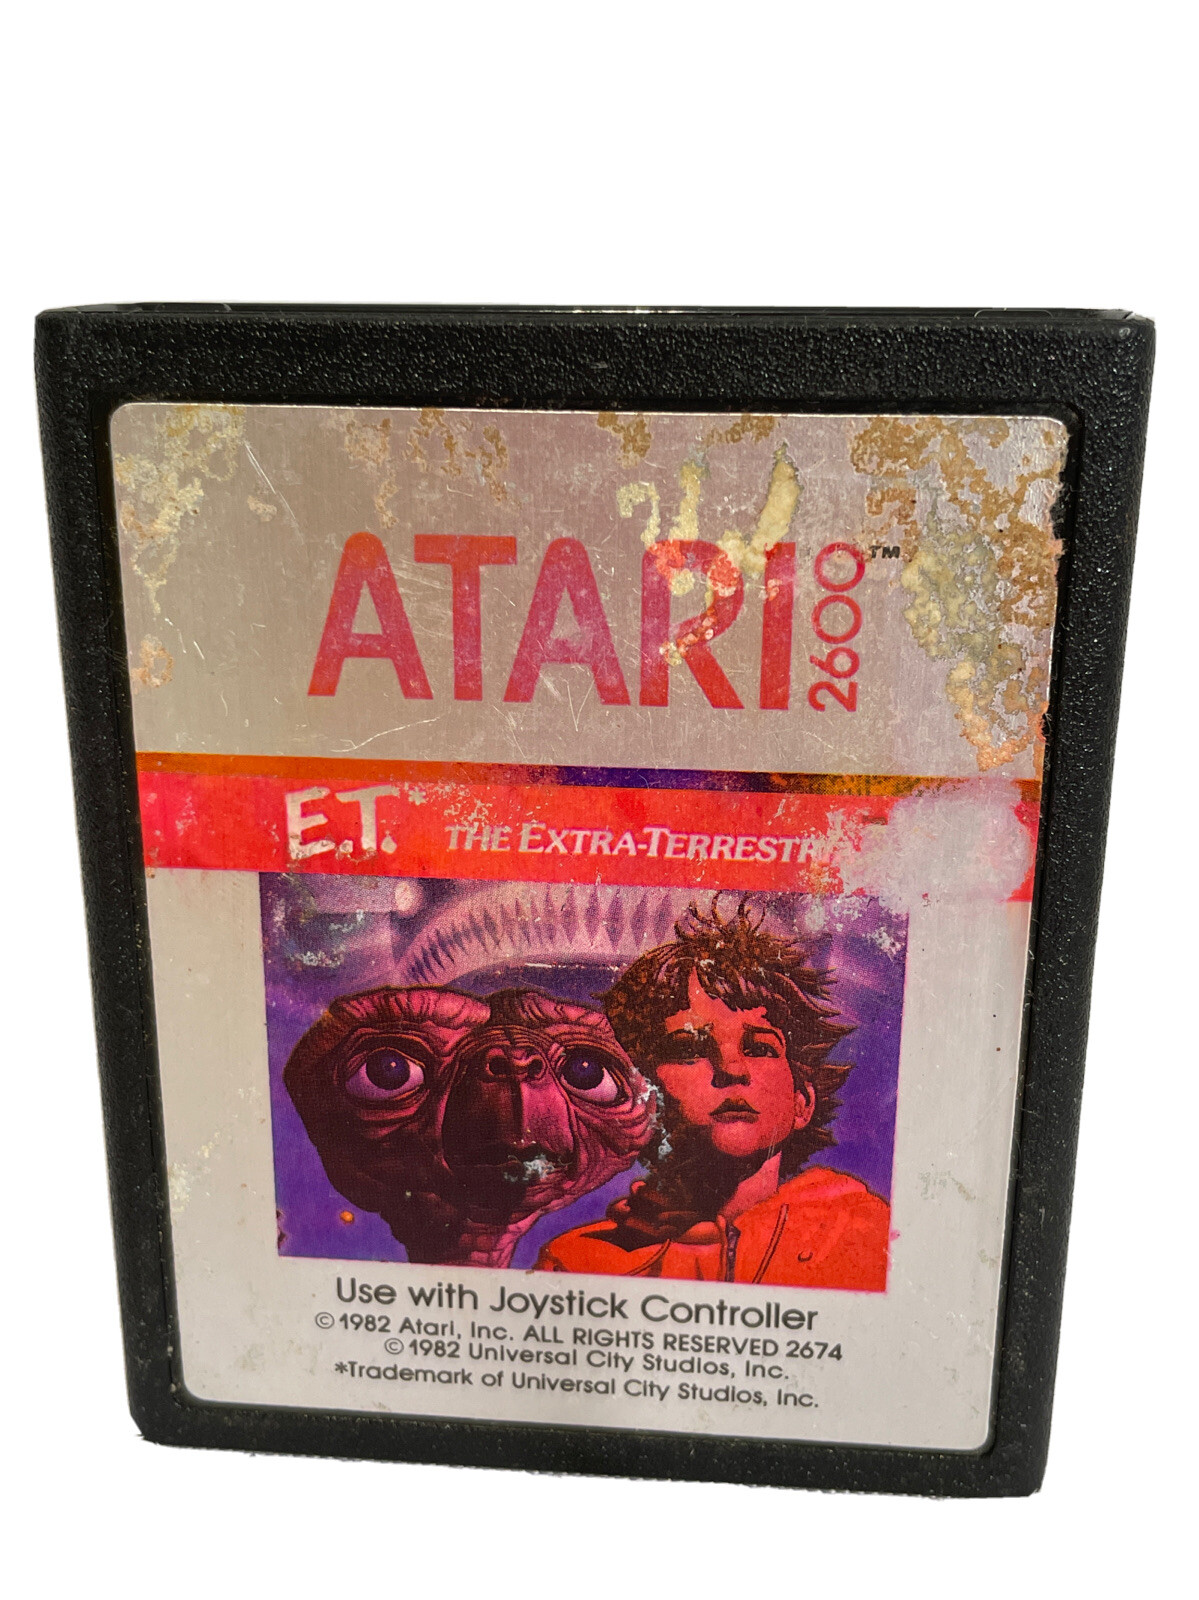 ATARI 2600™
E.T.* THE EXTRA-TERRESTR
Use with Joystick Controller
©1982 Atari, Inc. ALL RIGHTS RESERVED 2674
©1982 Universal City Studios, Inc.
*Trademark of Universal City Studios, Inc.